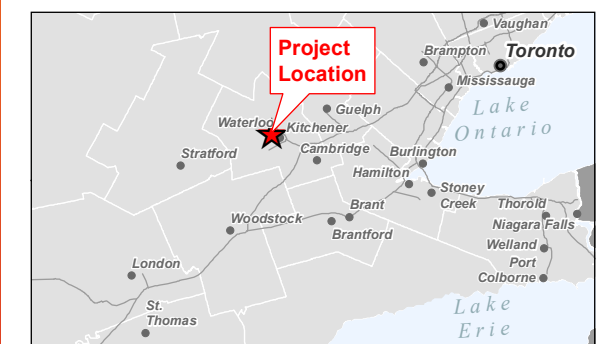 Vaughan
Brampton
Toronto
Project
Location
Mississauga
Guelph
Lake
Ontario
Waterloo
Kitchener
Cambridge
Burlington
Stratford
Hamilton
Stoney
Creek
Thorold
Niagara Falls
Brant
Woodstock
Brantford
Welland
Port
Colborne
London
St.
Thomas
Lake
Erie